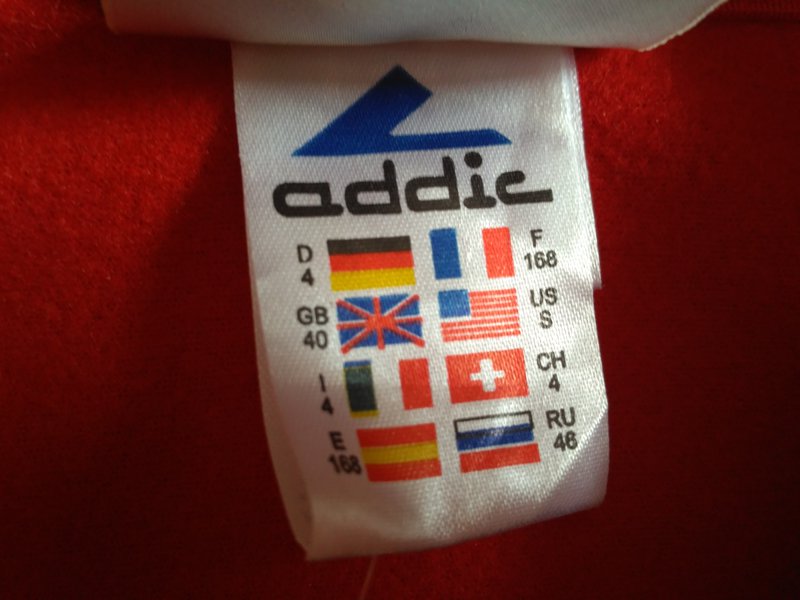 addic
D 4
F 168
GB 40
US S
I 4
CH 4
E 168
RU 46